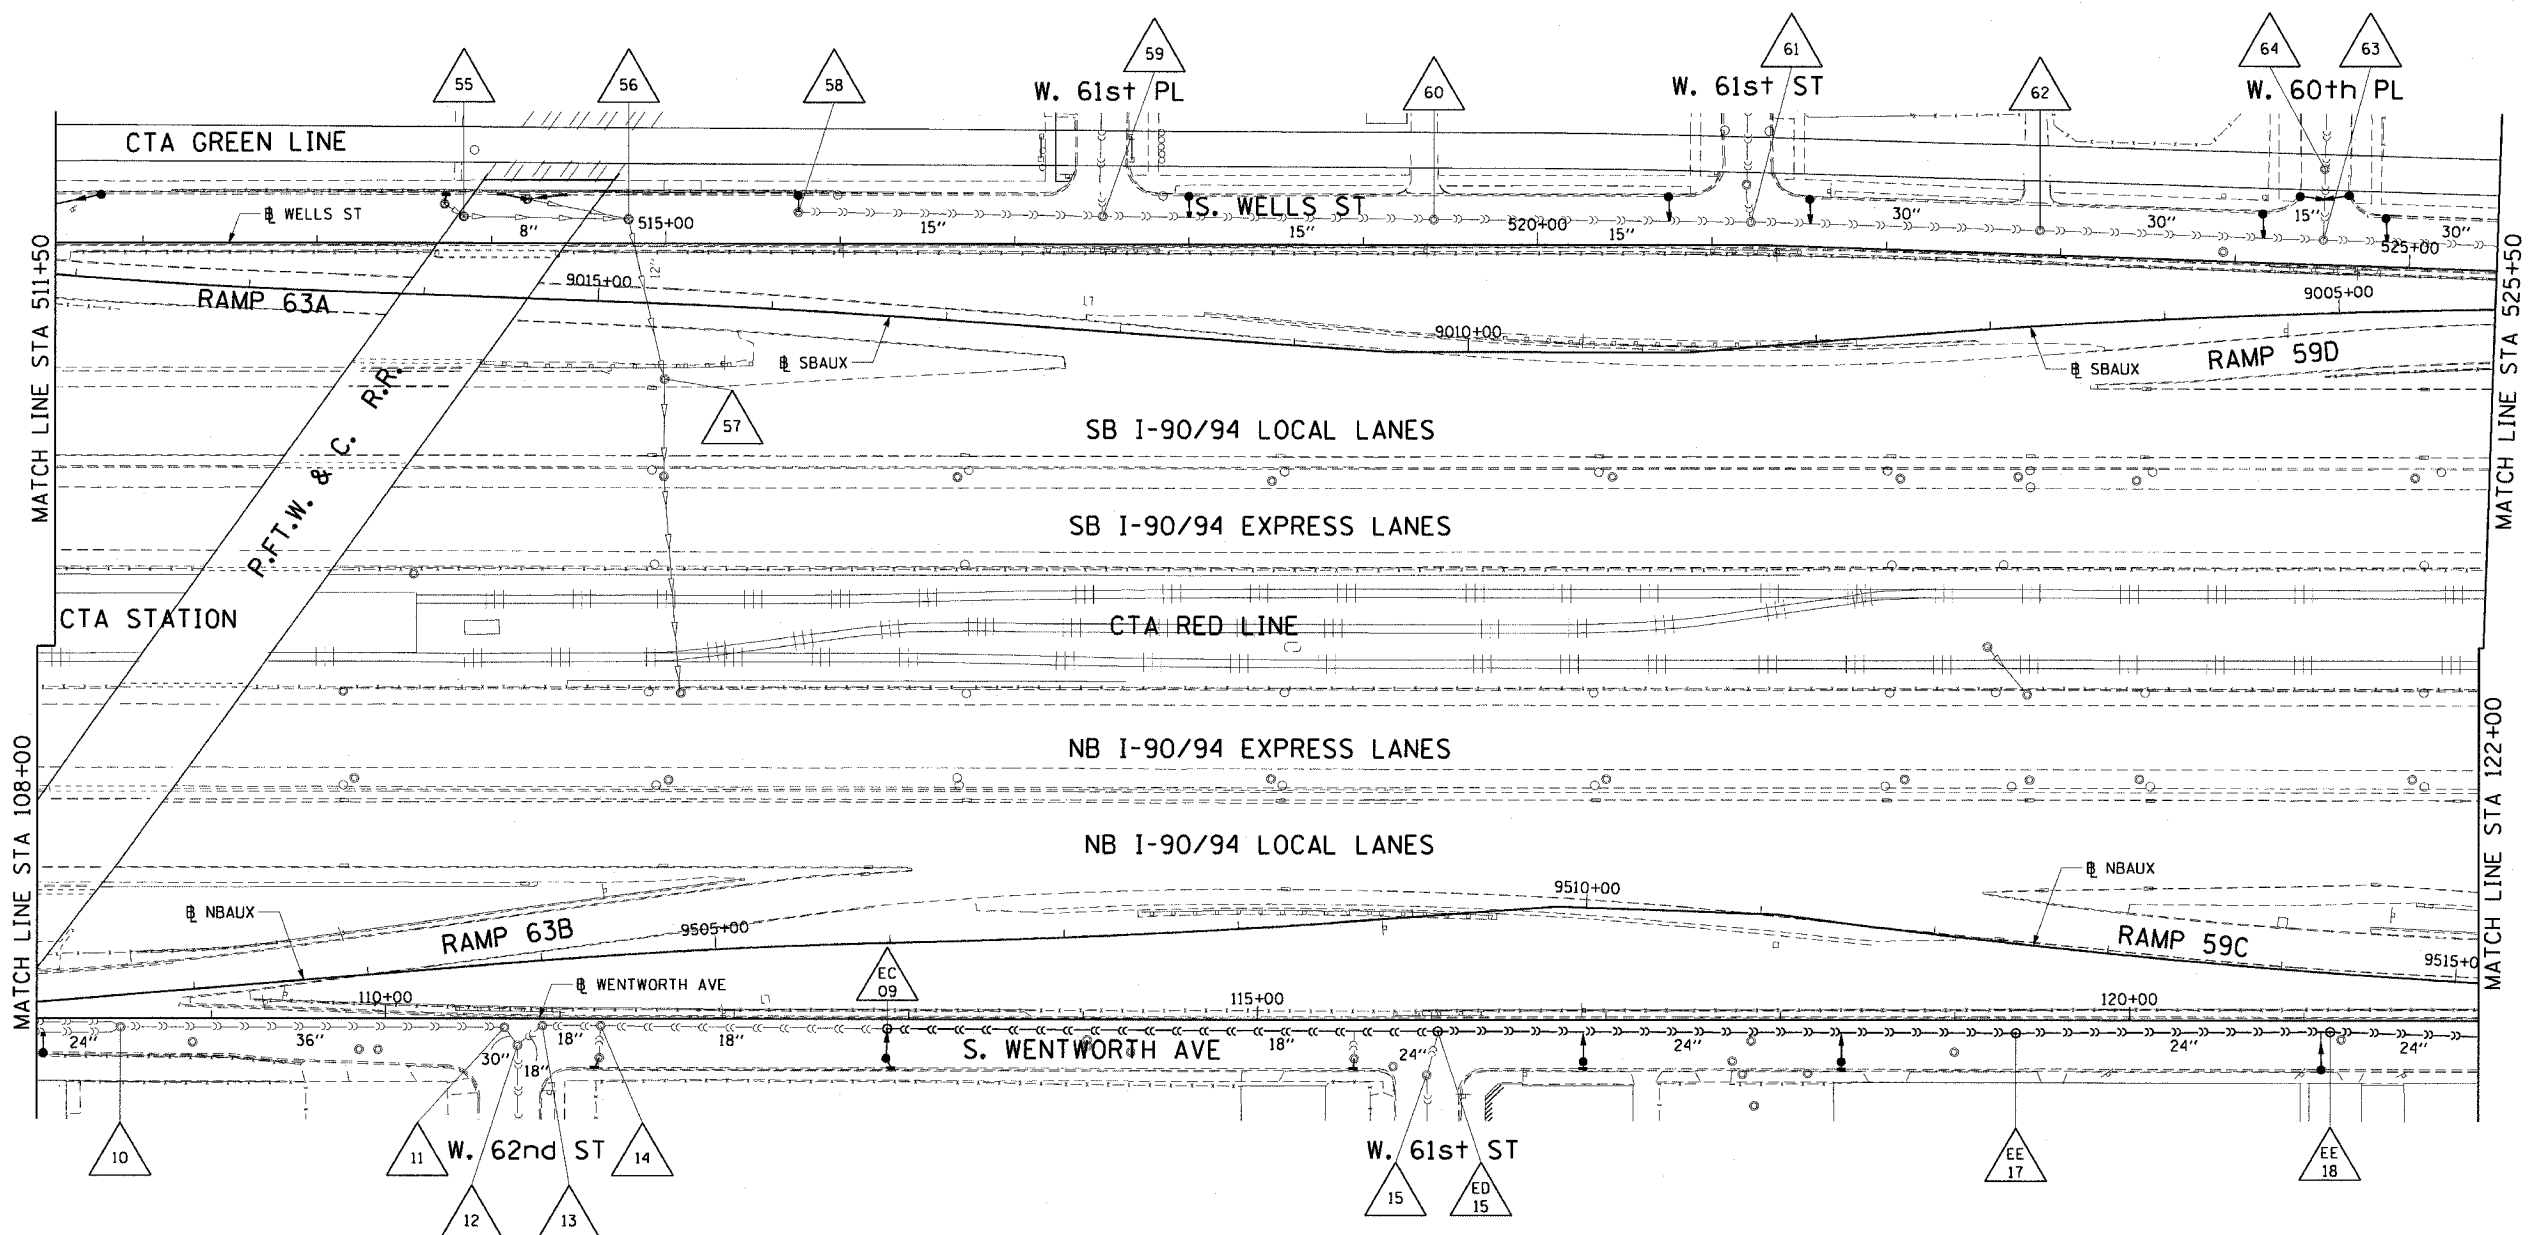 59
61
64
63
55
56
58
60
62
W. 61st PL
W. 61st ST
W. 60th PL
CTA GREEN LINE
℄ WELLS ST
S. WELLS ST
8"
515+00
15"
15"
520+00
15"
30"
30"
15"
30"
525+00
12"
MATCH LINE STA 511+50
MATCH LINE STA 525+50
RAMP 63A
9015+00
9010+00
9005+00
℄ SBAUX
℄ SBAUX
RAMP 59D
57
P.FT.W. & C. R.R.
SB I-90/94 LOCAL LANES
SB I-90/94 EXPRESS LANES
CTA STATION
CTA RED LINE
NB I-90/94 EXPRESS LANES
NB I-90/94 LOCAL LANES
MATCH LINE STA 108+00
MATCH LINE STA 122+00
℄ NBAUX
RAMP 63B
9505+00
9510+00
℄ NBAUX
RAMP 59C
9515+0
℄ WENTWORTH AVE
EC
09
110+00
115+00
120+00
24"
36"
30"
18"
18"
18"
S. WENTWORTH AVE
18"
24"
24"
24"
24"
10
11
W. 62nd ST
14
W. 61st ST
EE
17
EE
18
12
13
15
ED
15